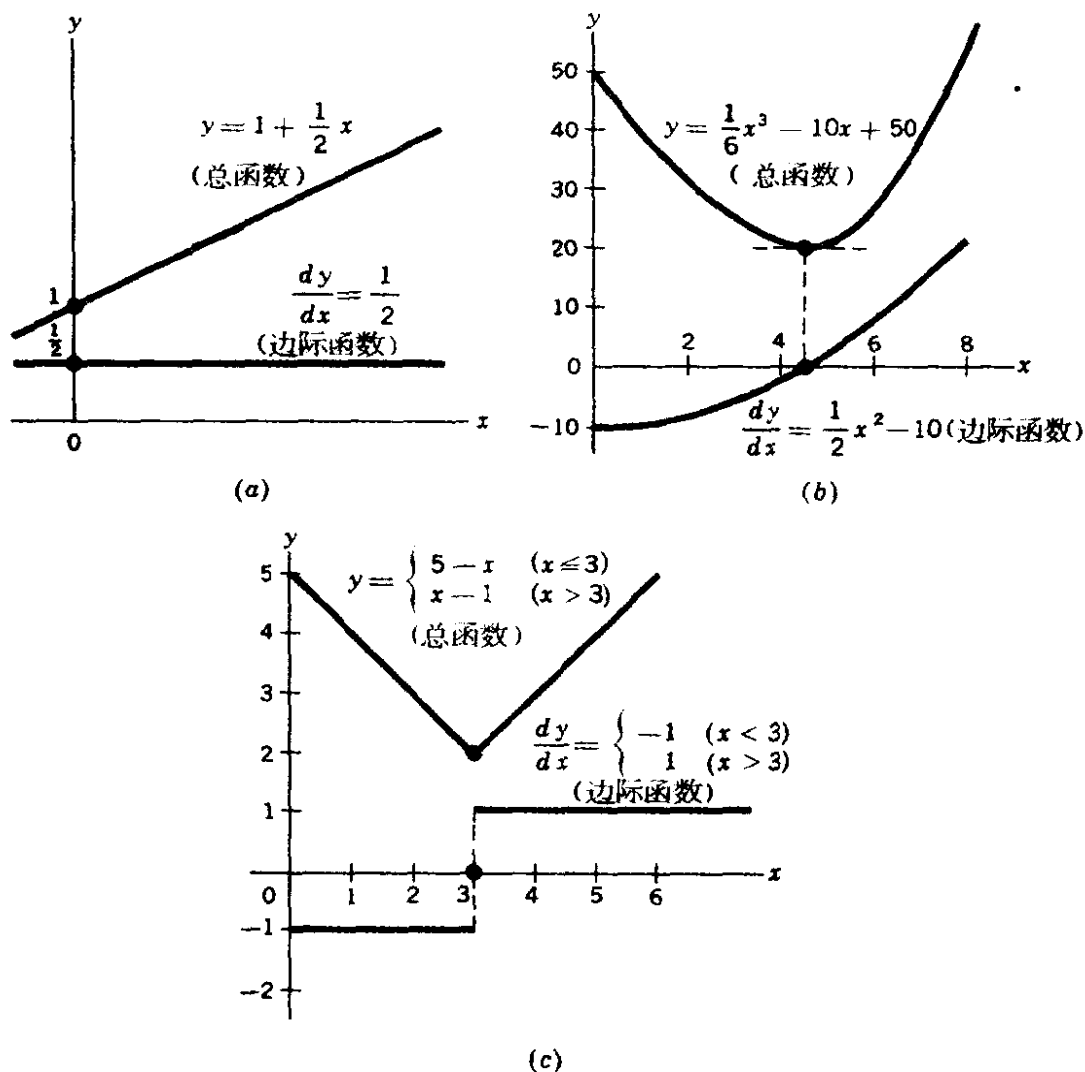 y
y = 1 + 1/2 x
(总函数)
dy/dx = 1/2
(边际函数)
1
1/2
0
x
(a)
y
50
40
30
20
10
0
-10
y = 1/6 x³ - 10x + 50
( 总函数)
2
4
6
8
x
dy/dx = 1/2 x² - 10 (边际函数)
(b)
y
5
4
3
2
1
0
-1
-2
y = { 5 - x (x ≦ 3)
x - 1 (x > 3)
(总函数)
dy/dx = { -1 (x < 3)
1 (x > 3)
(边际函数)
1
2
3
4
5
6
x
(c)